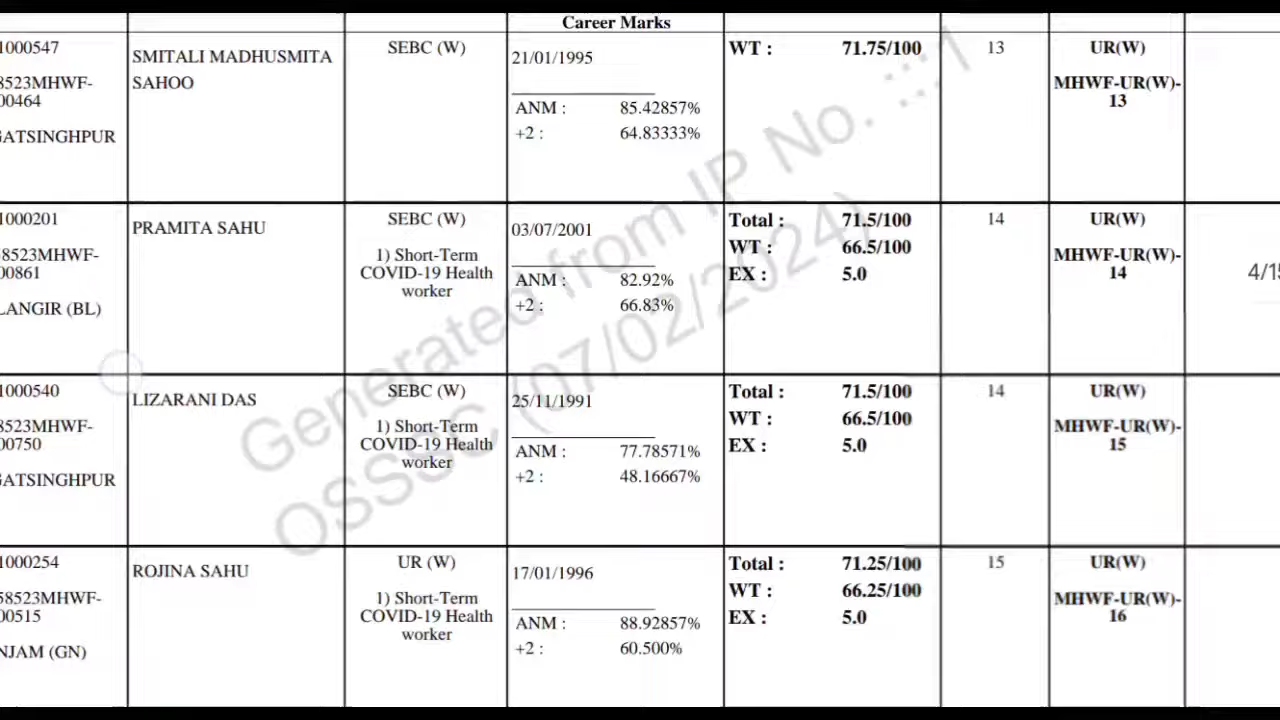 Career Marks
1000547
8523MHWF-
00464
GATSINGHPUR
SMITALI MADHUSMITA
SAHOO
SEBC (W)
21/01/1995
ANM : 85.42857%
+2 : 64.83333%
WT : 71.75/100
13
UR(W)
MHWF-UR(W)-
13
1000201
58523MHWF-
00861
LANGIR (BL)
PRAMITA SAHU
SEBC (W)
1) Short-Term
COVID-19 Health
worker
03/07/2001
ANM : 82.92%
+2 : 66.83%
Total : 71.5/100
WT : 66.5/100
EX : 5.0
14
UR(W)
MHWF-UR(W)-
14
4/15
1000540
8523MHWF-
00750
GATSINGHPUR
LIZARANI DAS
SEBC (W)
1) Short-Term
COVID-19 Health
worker
25/11/1991
ANM : 77.78571%
+2 : 48.16667%
Total : 71.5/100
WT : 66.5/100
EX : 5.0
14
UR(W)
MHWF-UR(W)-
15
1000254
58523MHWF-
00515
NJAM (GN)
ROJINA SAHU
UR (W)
1) Short-Term
COVID-19 Health
worker
17/01/1996
ANM : 88.92857%
+2 : 60.500%
Total : 71.25/100
WT : 66.25/100
EX : 5.0
15
UR(W)
MHWF-UR(W)-
16
Generated from IP No. :::1
OSSSC (07/02/2024)